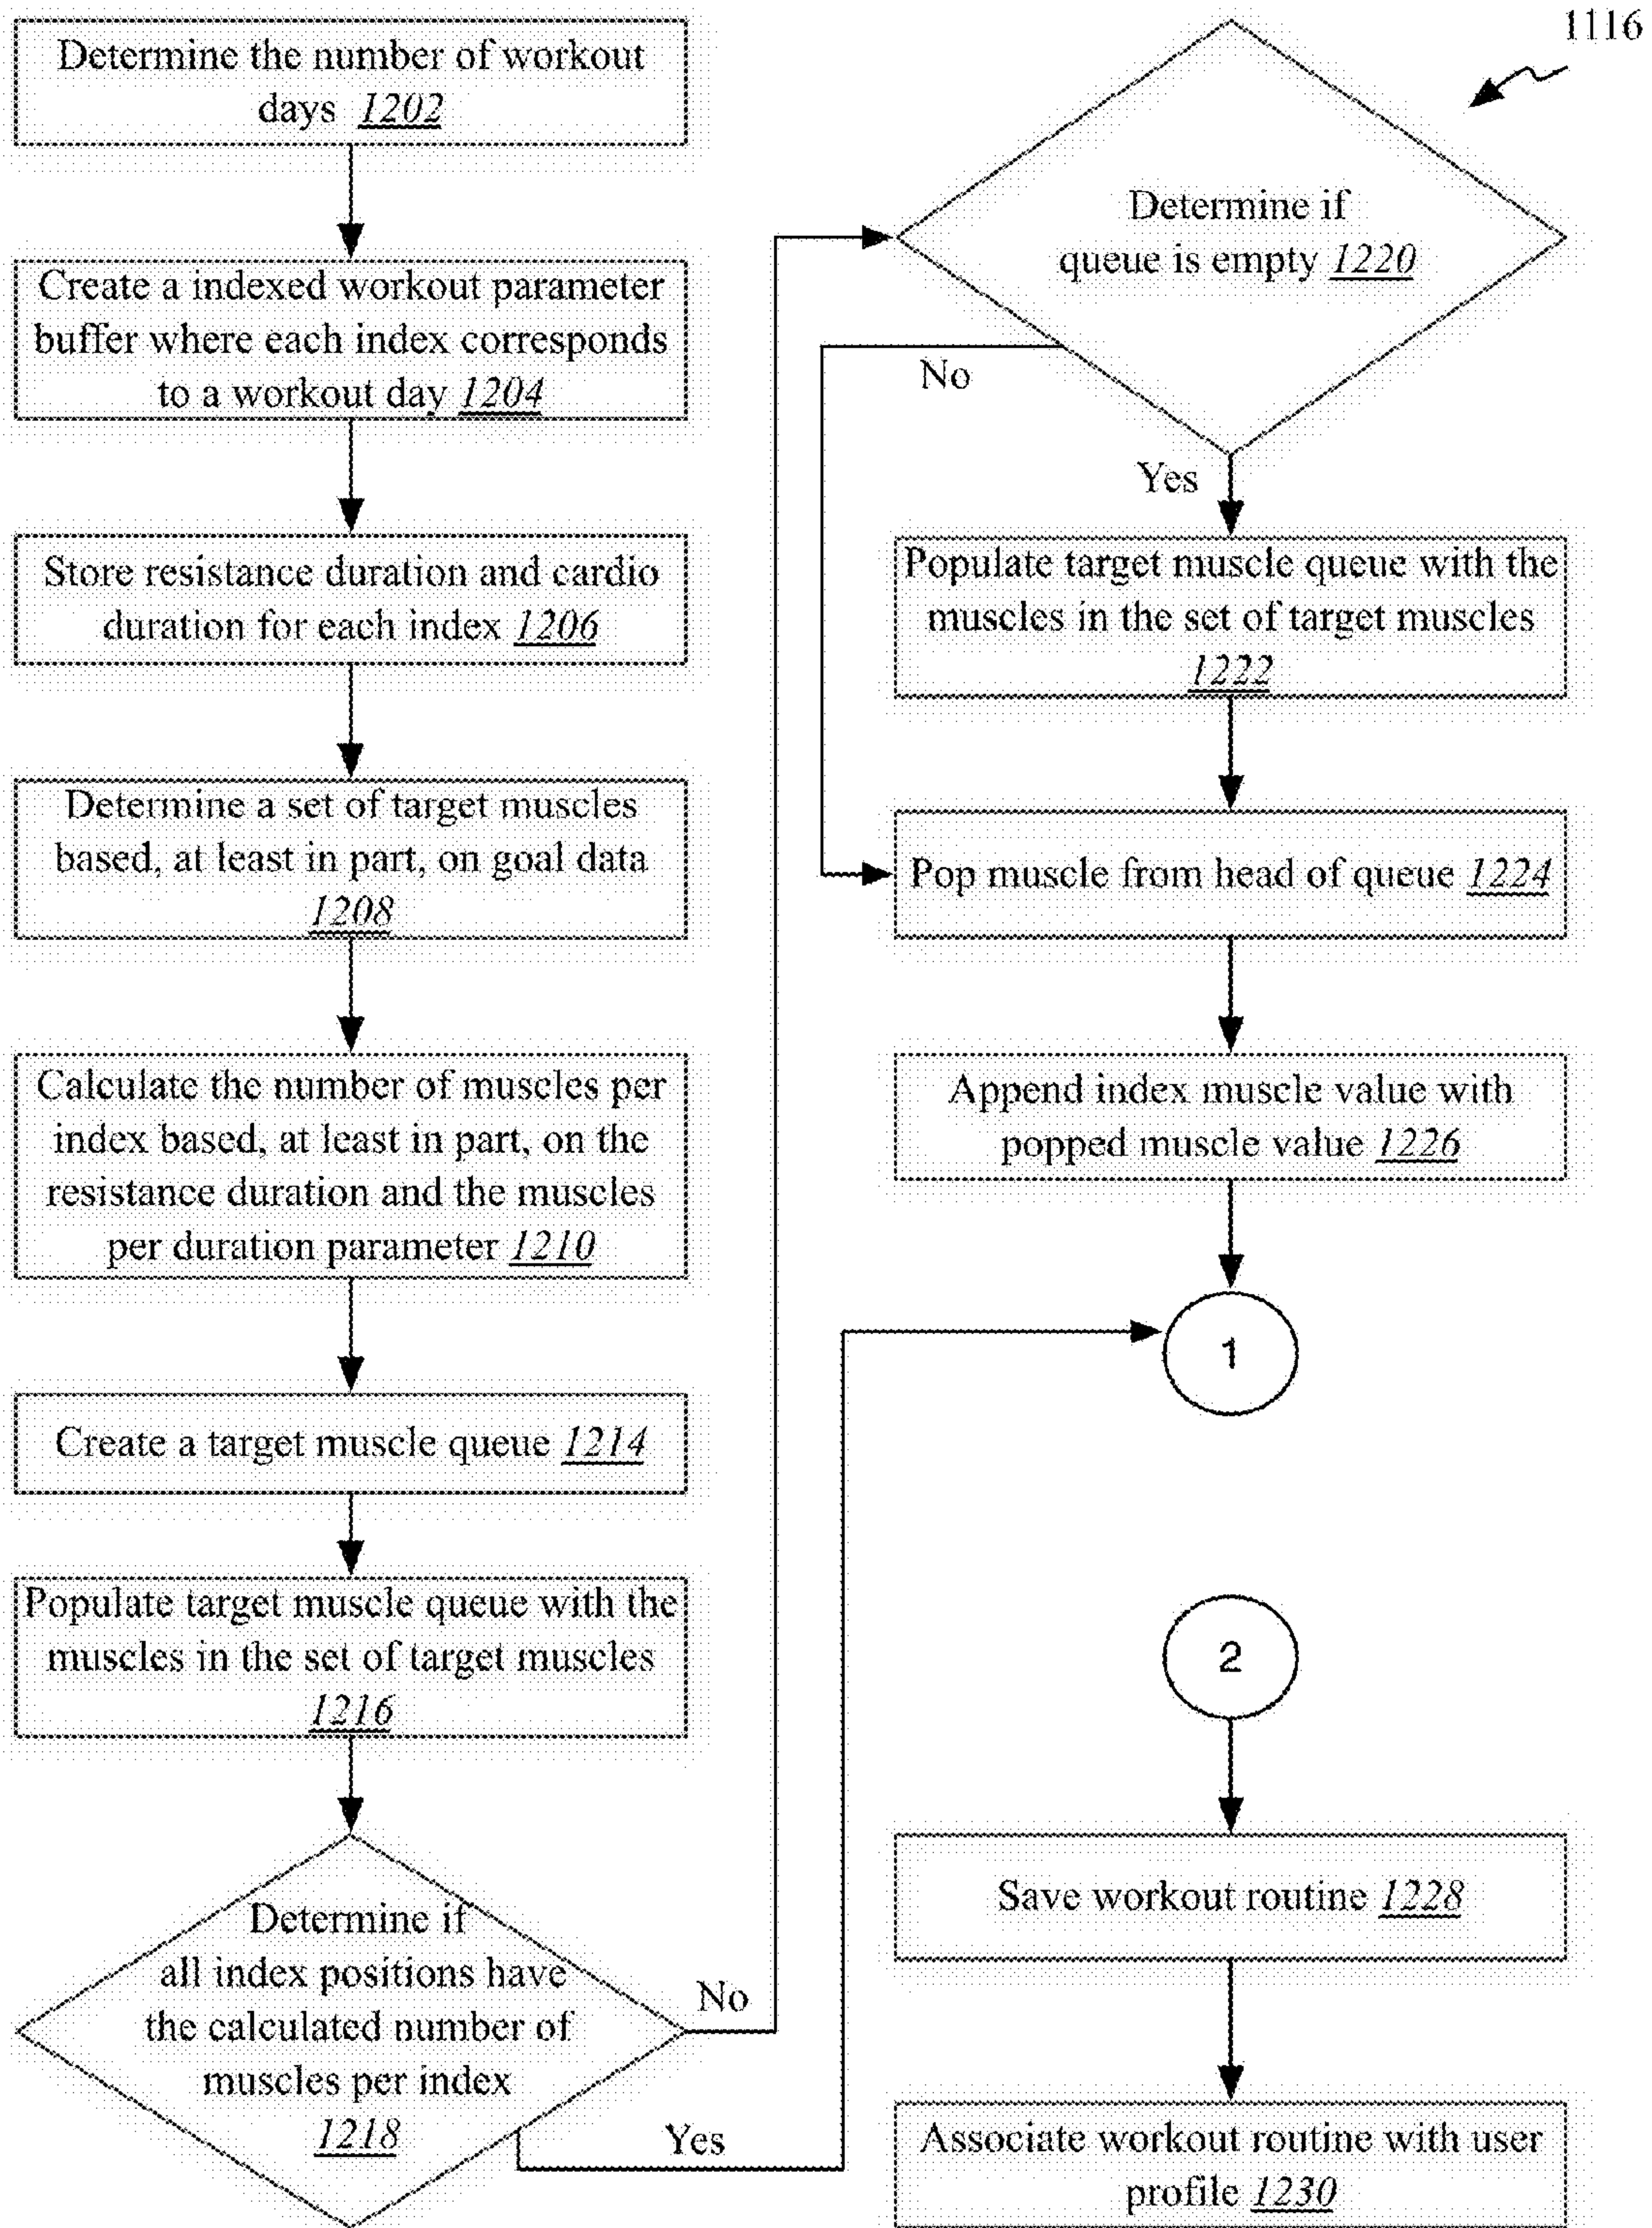 Determine the number of workout
days 1202
Create a indexed workout parameter
buffer where each index corresponds
to a workout day 1204
Store resistance duration and cardio
duration for each index 1206
Determine a set of target muscles
based, at least in part, on goal data
1208
Calculate the number of muscles per
index based, at least in part, on the
resistance duration and the muscles
per duration parameter 1210
Create a target muscle queue 1214
Populate target muscle queue with the
muscles in the set of target muscles
1216
Determine if
all index positions have
the calculated number of
muscles per index
1218
No
Yes
1116
Determine if
queue is empty 1220
No
Yes
Populate target muscle queue with the
muscles in the set of target muscles
1222
Pop muscle from head of queue 1224
Append index muscle value with
popped muscle value 1226
1
2
Save workout routine 1228
Associate workout routine with user
profile 1230